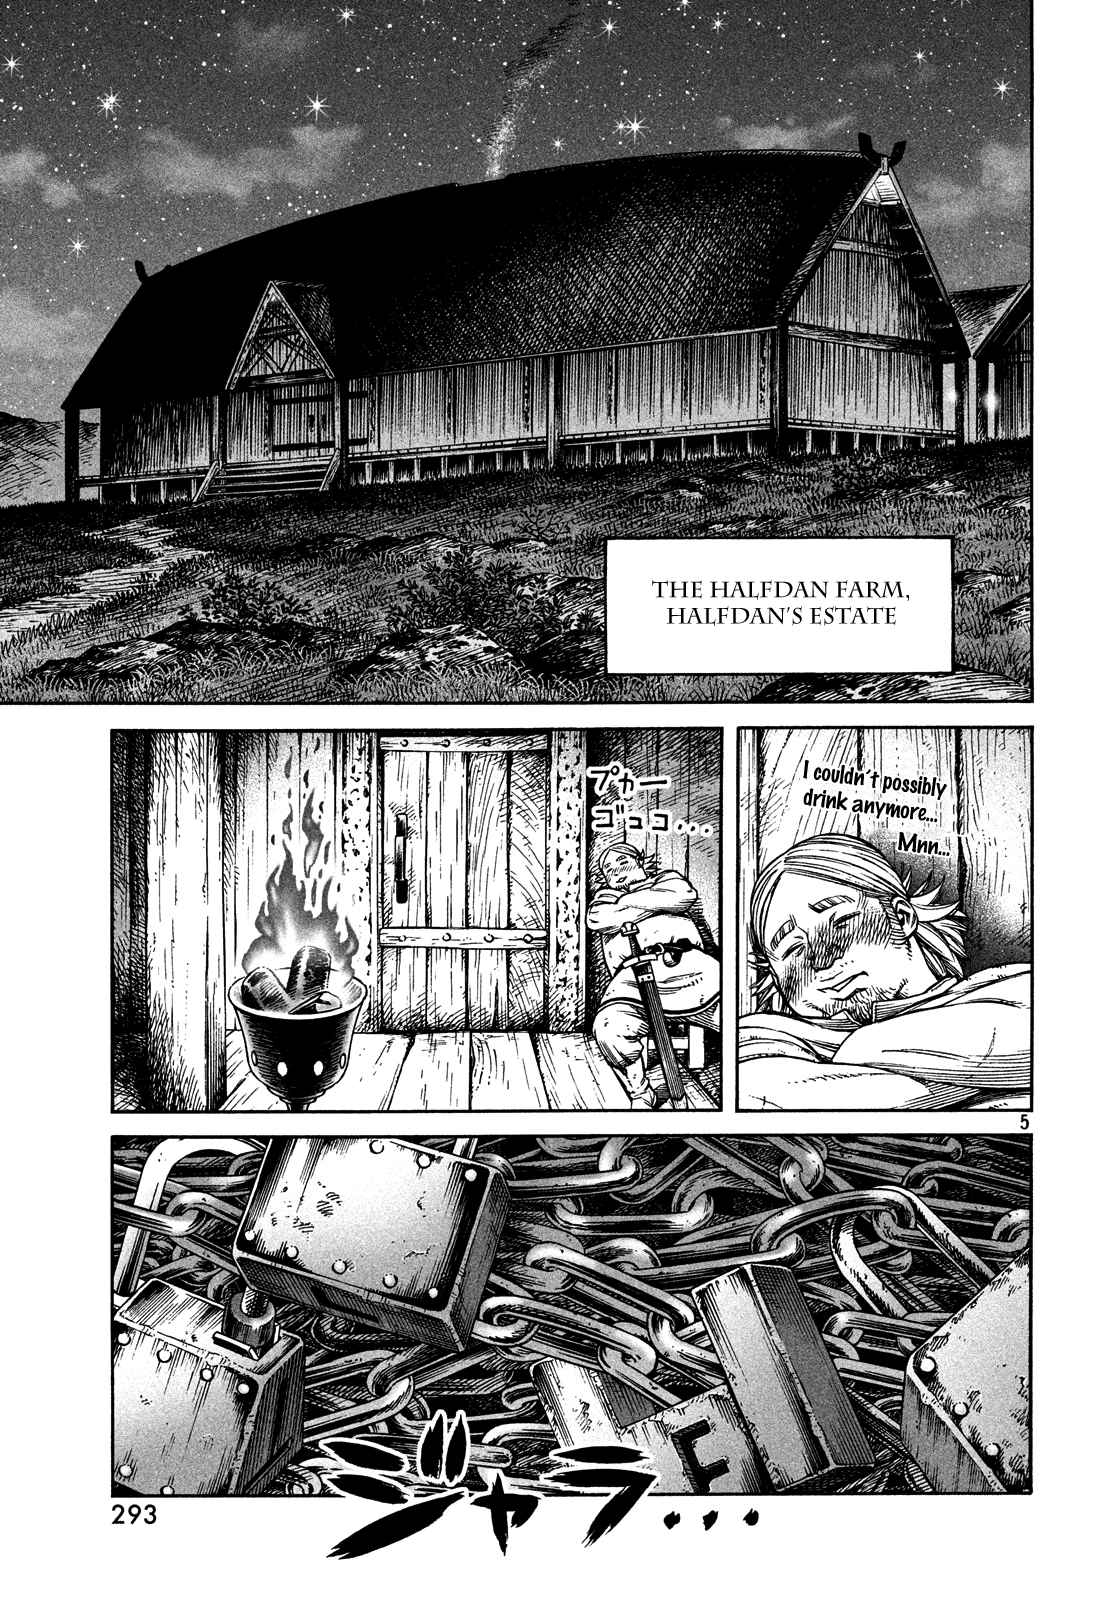 THE HALFDAN FARM,
HALFDAN'S ESTATE
プカー
ゴュコ...
I couldn't possibly
drink anymore...
Mnn...
5
ジャラ...
293